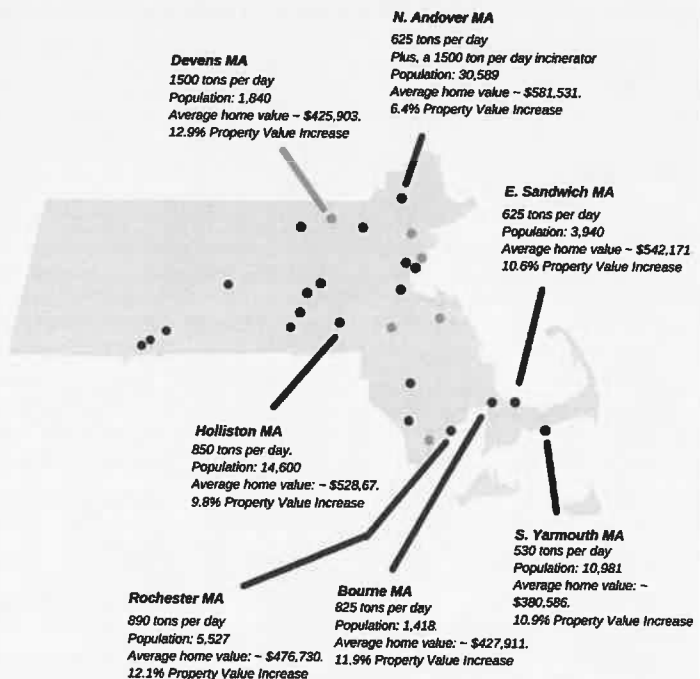 N. Andover MA
625 tons per day
Plus, a 1500 ton per day incinerator
Population: 30,589
Average home value ~ $581,531.
6.4% Property Value Increase
Devens MA
1500 tons per day
Population: 1,840
Average home value ~ $425,903.
12.9% Property Value Increase
E. Sandwich MA
625 tons per day
Population: 3,940
Average home value ~ $542,171
10.6% Property Value Increase
Holliston MA
850 tons per day.
Population: 14,600
Average home value: ~ $528,67.
9.8% Property Value Increase
S. Yarmouth MA
530 tons per day
Population: 10,981
Average home value: ~
$380,586.
10.9% Property Value Increase
Rochester MA
890 tons per day
Population: 5,527
Average home value: ~ $476,730.
12.1% Property Value Increase
Bourne MA
825 tons per day
Population: 1,418.
Average home value: ~ $427,911.
11.9% Property Value Increase